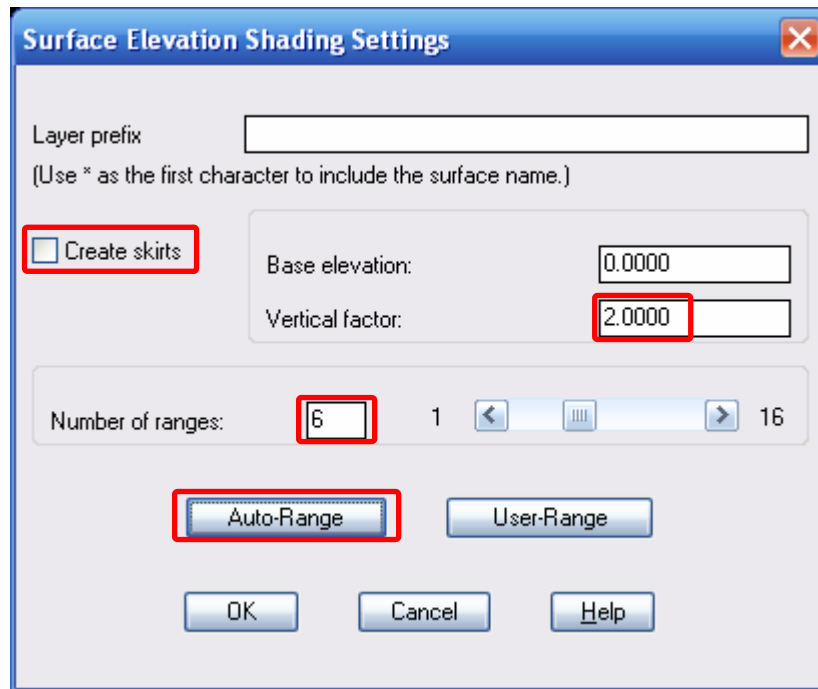 Surface Elevation Shading Settings
Layer prefix
(Use * as the first character to include the surface name.)
Create skirts
Base elevation: 0.0000
Vertical factor: 2.0000
Number of ranges: 6 1 16
Auto-Range User-Range
OK Cancel Help